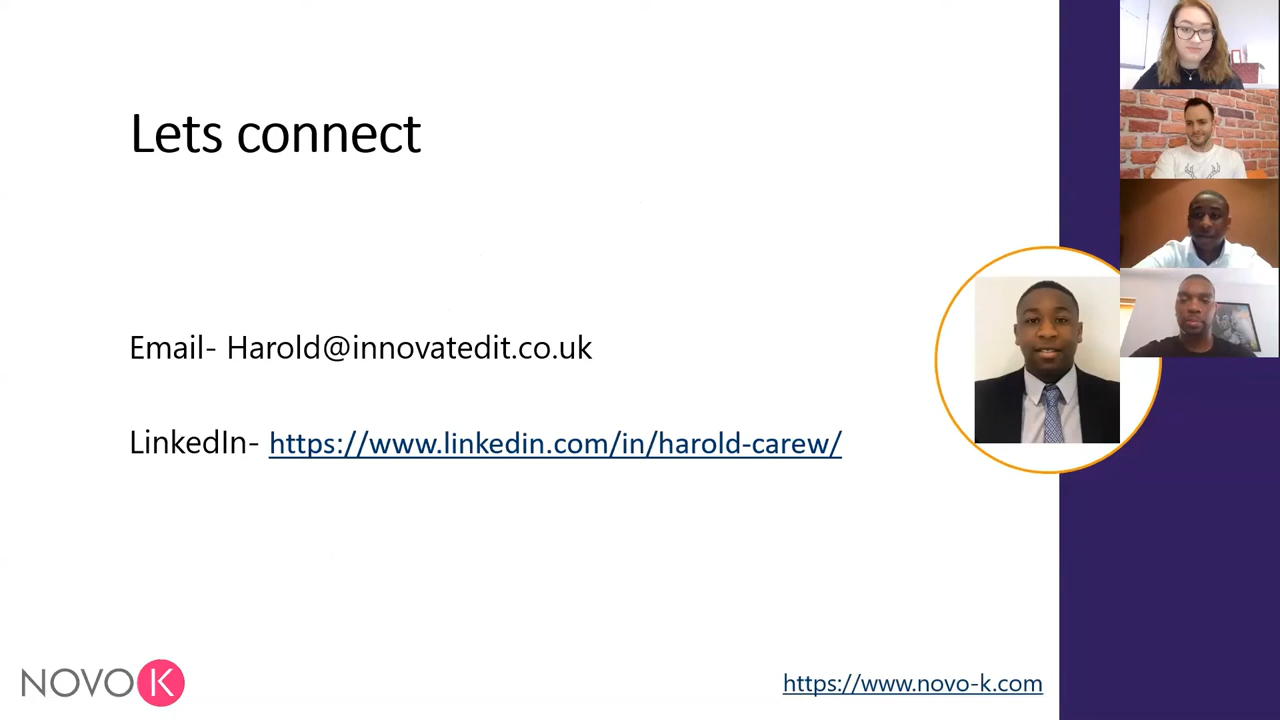 Lets connect
Email- Harold@innovatedit.co.uk
LinkedIn- https://www.linkedin.com/in/harold-carew/
NOVO K
https://www.novo-k.com